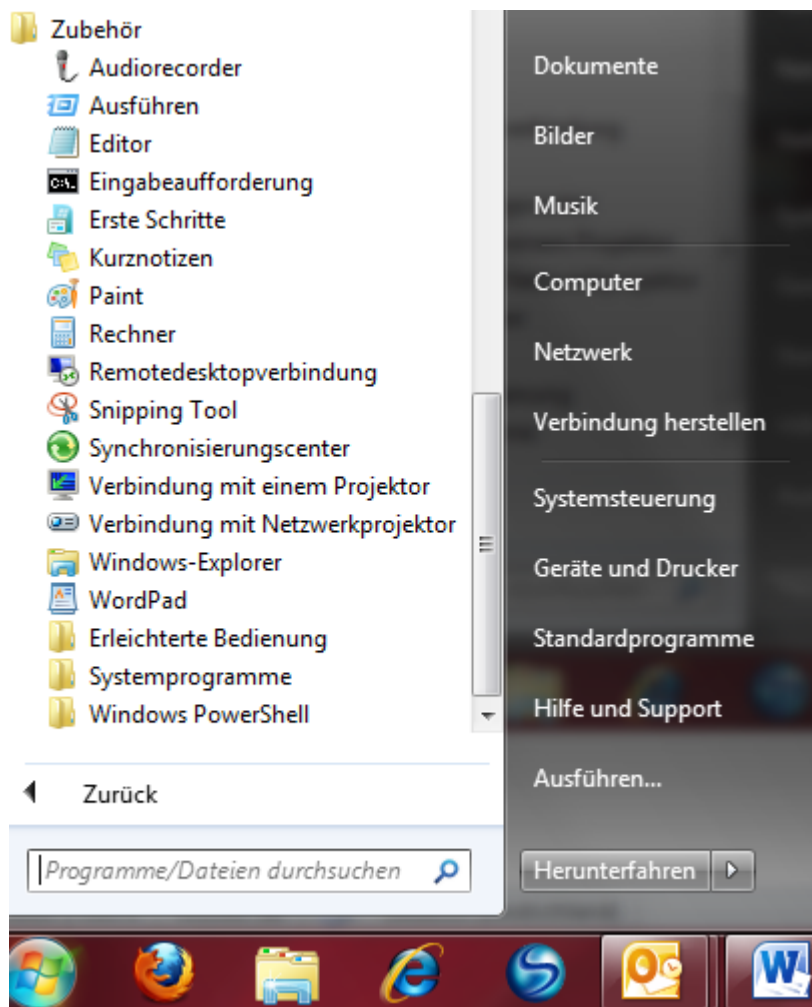 Zubehör
Audiorecorder
Ausführen
Editor
Eingabeaufforderung
Erste Schritte
Kurznotizen
Paint
Rechner
Remotedesktopverbindung
Snipping Tool
Synchronisierungscenter
Verbindung mit einem Projektor
Verbindung mit Netzwerkprojektor
Windows-Explorer
WordPad
Erleichterte Bedienung
Systemprogramme
Windows PowerShell
Zurück
Programme/Dateien durchsuchen
Dokumente
Bilder
Musik
Computer
Netzwerk
Verbindung herstellen
Systemsteuerung
Geräte und Drucker
Standardprogramme
Hilfe und Support
Ausführen...
Herunterfahren